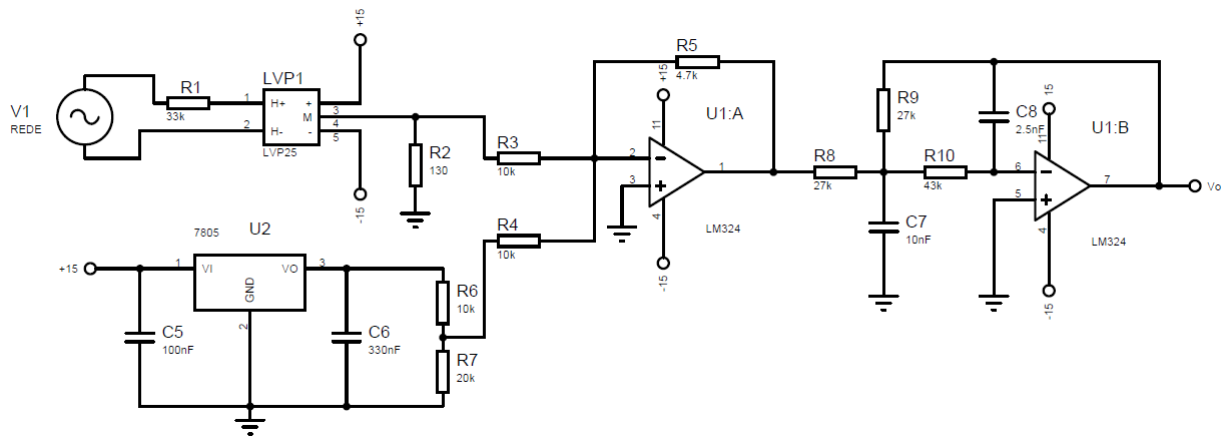 V1
REDE
R1
33k
LVP1
1
H+
2
H-
+
M
-
3
4
5
LVP25
+15
-15
R2
130
R3
10k
R4
10k
R5
4.7k
+15
11
2
3
1
4
U1:A
LM324
-15
R8
27k
R9
27k
R10
43k
C7
10nF
C8
2.5nF
15
11
6
5
7
4
U1:B
LM324
-15
Vo
7805
U2
+15
1
VI
VO
3
GND
2
C5
100nF
C6
330nF
R6
10k
R7
20k